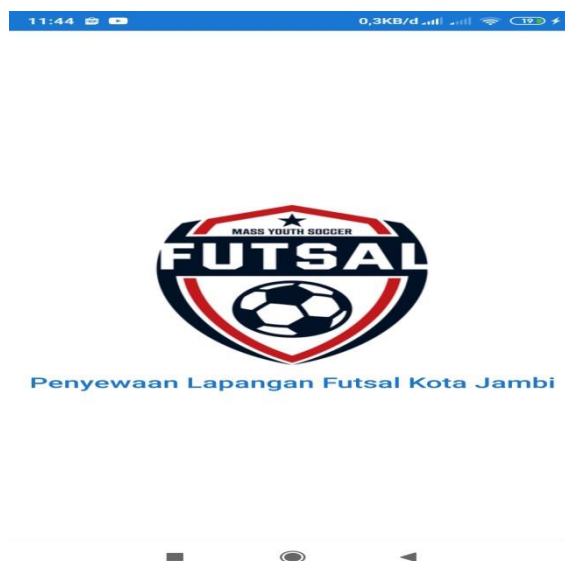 11:44 0,3KB/d 19
MASS YOUTH SOCCER
FUTSAL
Penyewaan Lapangan Futsal Kota Jambi